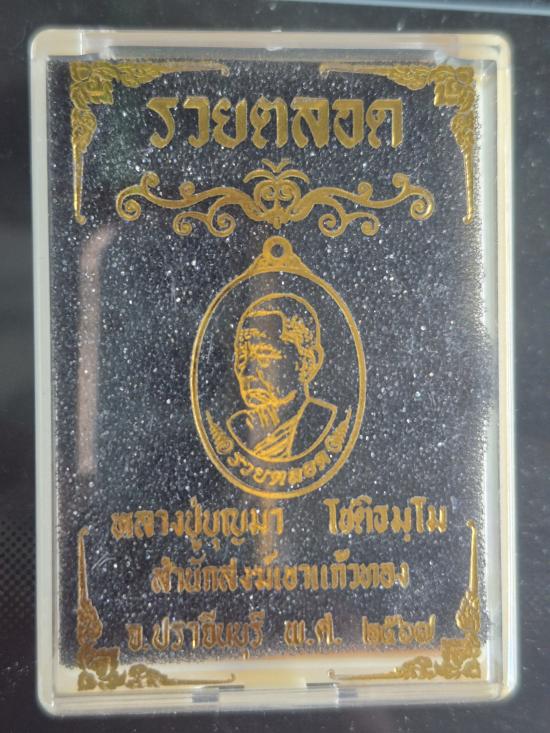 รวยตลอด
รวยตลอด
หลวงปู่บุญมา โชติธมฺโม
สำนักสงฆ์เขาแก้วทอง
จ.ปราจีนบุรี พ.ศ. ๒๕๖๗